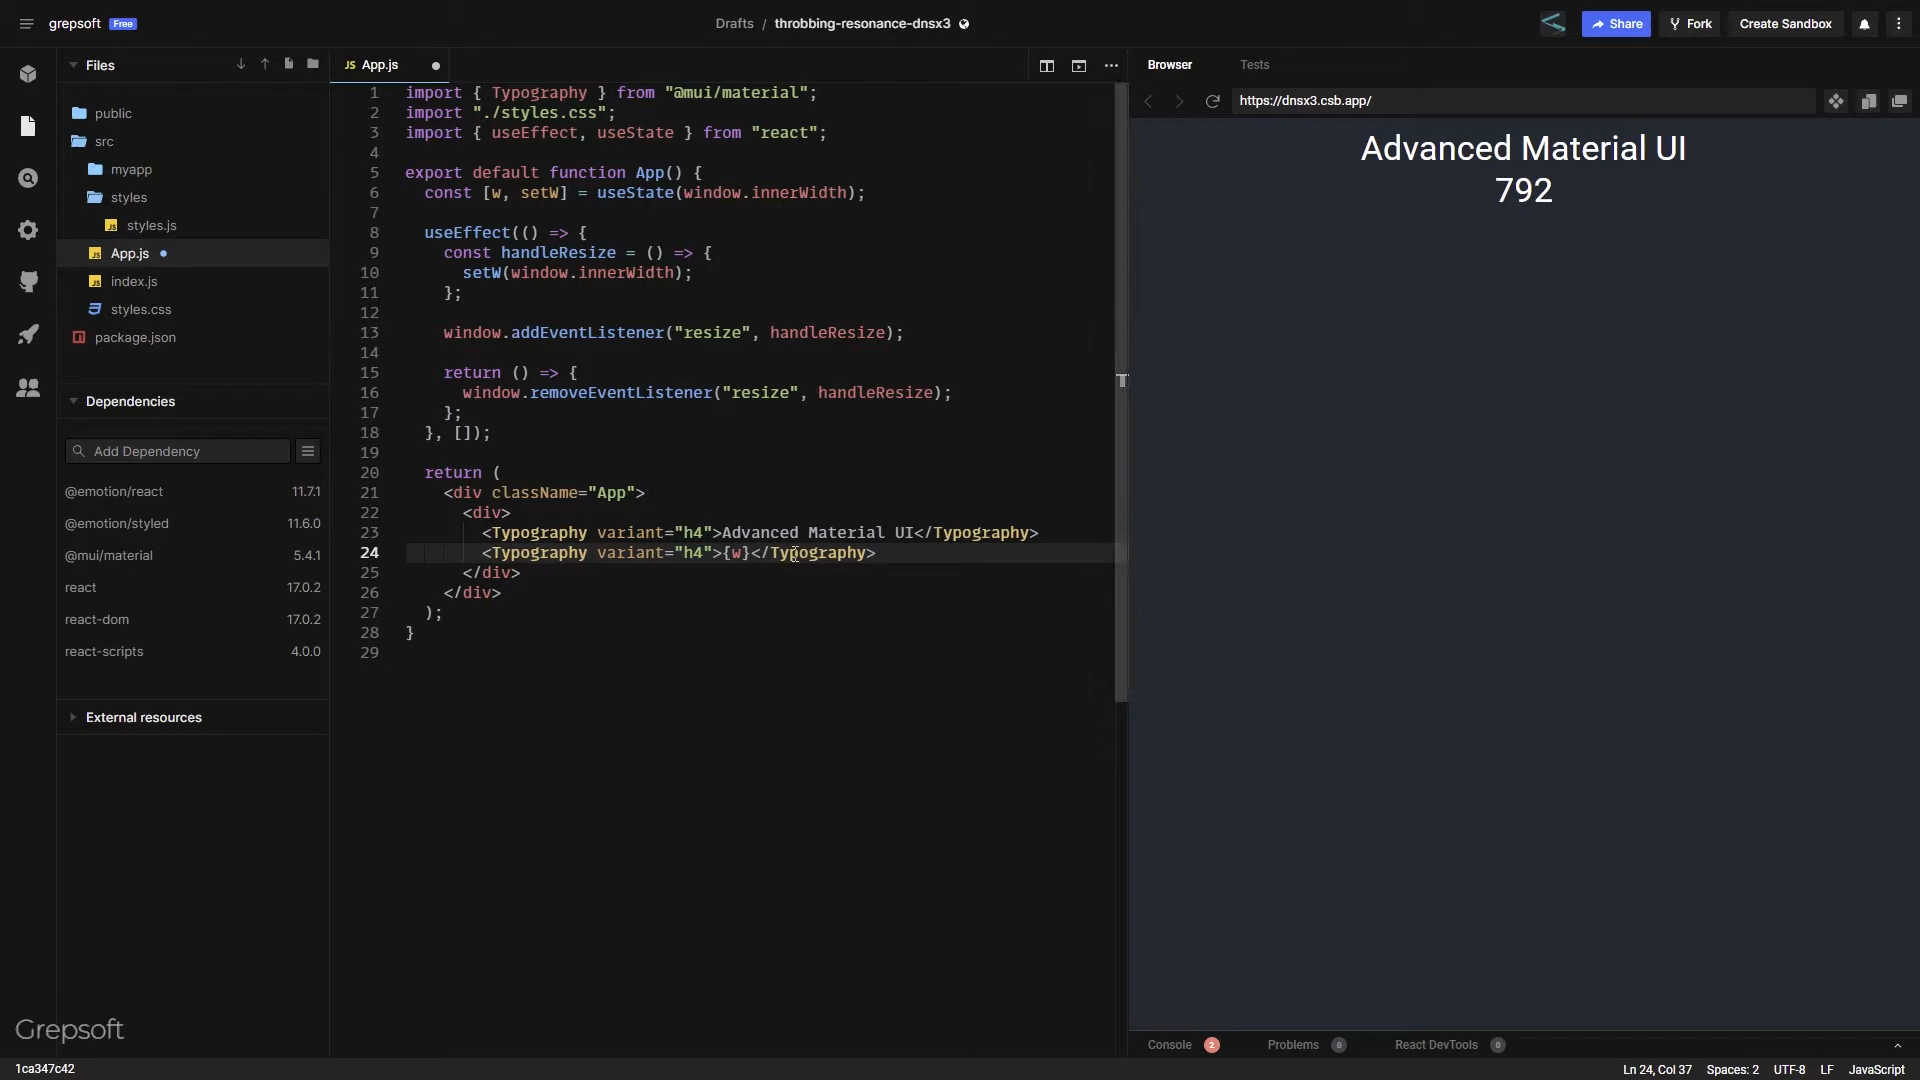 grepsoft Free
Drafts / throbbing-resonance-dnsx3
Share
Fork
Create Sandbox
Files
public
src
myapp
styles
styles.js
App.js
index.js
styles.css
package.json
Dependencies
Add Dependency
@emotion/react 11.7.1
@emotion/styled 11.6.0
@mui/material 5.4.1
react 17.0.2
react-dom 17.0.2
react-scripts 4.0.0
External resources
Grepsoft
JS App.js
1 import { Typography } from "@mui/material";
2 import "./styles.css";
3 import { useEffect, useState } from "react";
4
5 export default function App() {
6 const [w, setW] = useState(window.innerWidth);
7
8 useEffect(() => {
9 const handleResize = () => {
10 setW(window.innerWidth);
11 };
12
13 window.addEventListener("resize", handleResize);
14
15 return () => {
16 window.removeEventListener("resize", handleResize);
17 };
18 }, []);
19
20 return (
21 <div className="App">
22 <div>
23 <Typography variant="h4">Advanced Material UI</Typography>
24 <Typography variant="h4">{w}</Typography>
25 </div>
26 </div>
27 );
28 }
29
Browser Tests
https://dnsx3.csb.app/
Advanced Material UI
792
Console 2 Problems 0 React DevTools 0
1ca347c42
Ln 24, Col 37 Spaces: 2 UTF-8 LF JavaScript